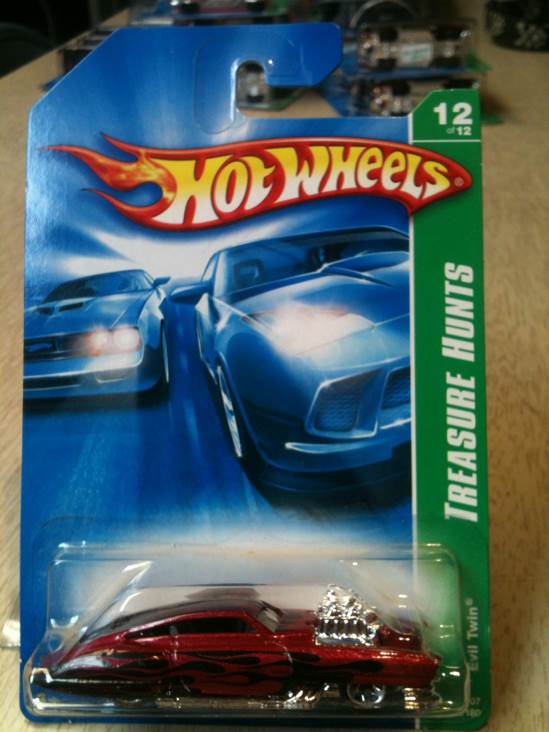 12
of 12
HOT WHEELS®
TREASURE HUNTS
Evil Twin®